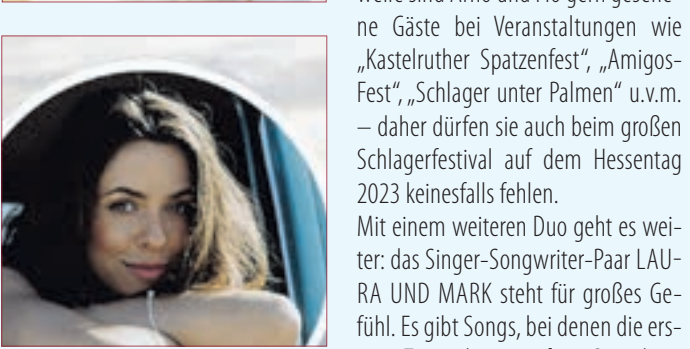 ne Gäste bei Veranstaltungen wie
„Kastelruther Spatzenfest“, „Amigos-
Fest“, „Schlager unter Palmen“ u.v.m.
– daher dürfen sie auch beim großen
Schlagerfestival auf dem Hessentag
2023 keinesfalls fehlen.
Mit einem weiteren Duo geht es wei-
ter: das Singer-Songwriter-Paar LAU-
RA UND MARK steht für großes Ge-
fühl. Es gibt Songs, bei denen die ers-